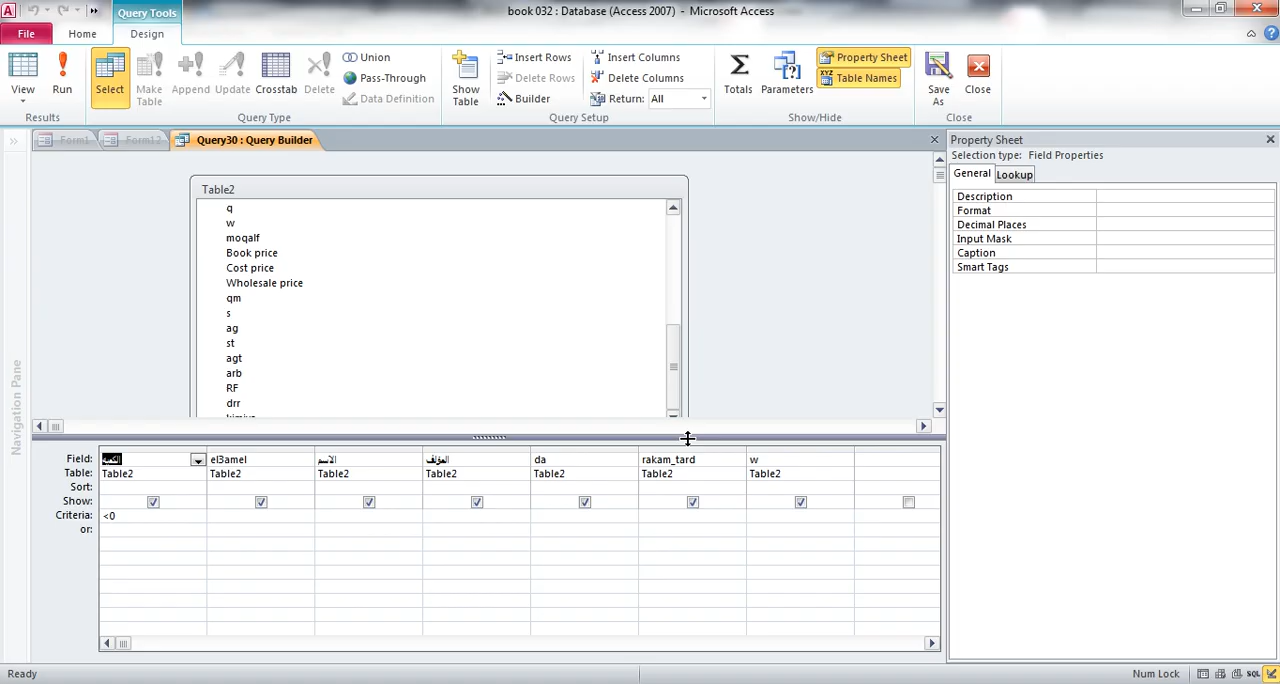 book 032 : Database (Access 2007) - Microsoft Access
Query Tools
File
Home
Design
View
Run
Results
Select
Make Table
Append
Update
Crosstab
Delete
Union
Pass-Through
Data Definition
Query Type
Show Table
Insert Rows
Delete Rows
Builder
Insert Columns
Delete Columns
Return: All
Query Setup
Totals
Parameters
Property Sheet
Table Names
Show/Hide
Save As
Close
Close
Form1
Form12
Query30 : Query Builder
Navigation Pane
Table2
q
w
moqalf
Book price
Cost price
Wholesale price
qm
s
ag
st
agt
arb
RF
drr
Field: الكمية el3amel الاسم المؤلف da rakam_tard w
Table: Table2 Table2 Table2 Table2 Table2 Table2 Table2
Sort:
Show:
Criteria: <0
or:
Property Sheet
Selection type: Field Properties
General Lookup
Description
Format
Decimal Places
Input Mask
Caption
Smart Tags
Ready
Num Lock
SQL